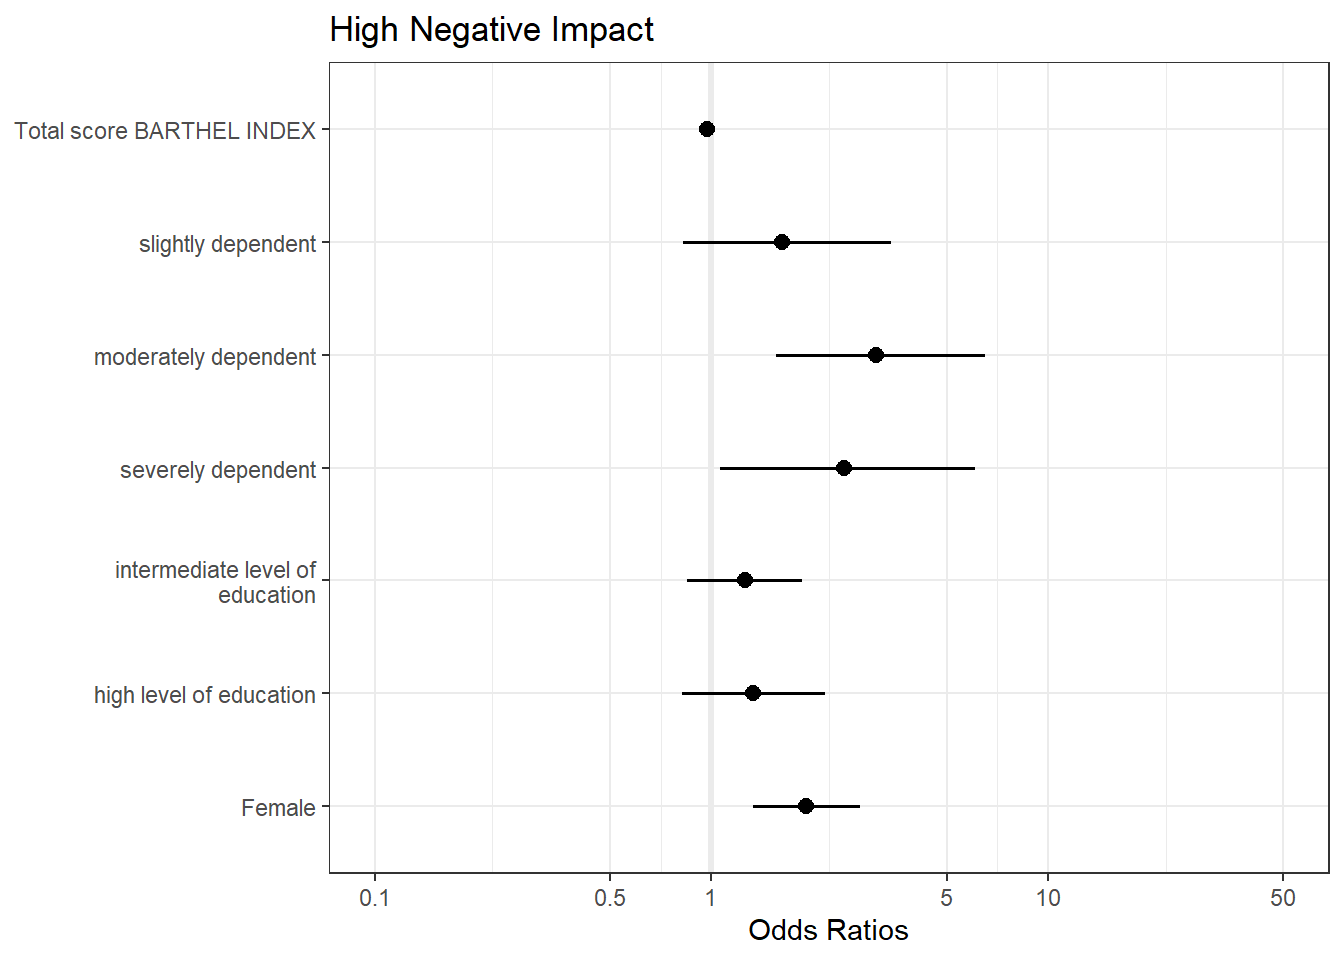 High Negative Impact
Total score BARTHEL INDEX
slightly dependent
moderately dependent
severely dependent
intermediate level of
education
high level of education
Female
0.1 0.5 1 5 10 50
Odds Ratios